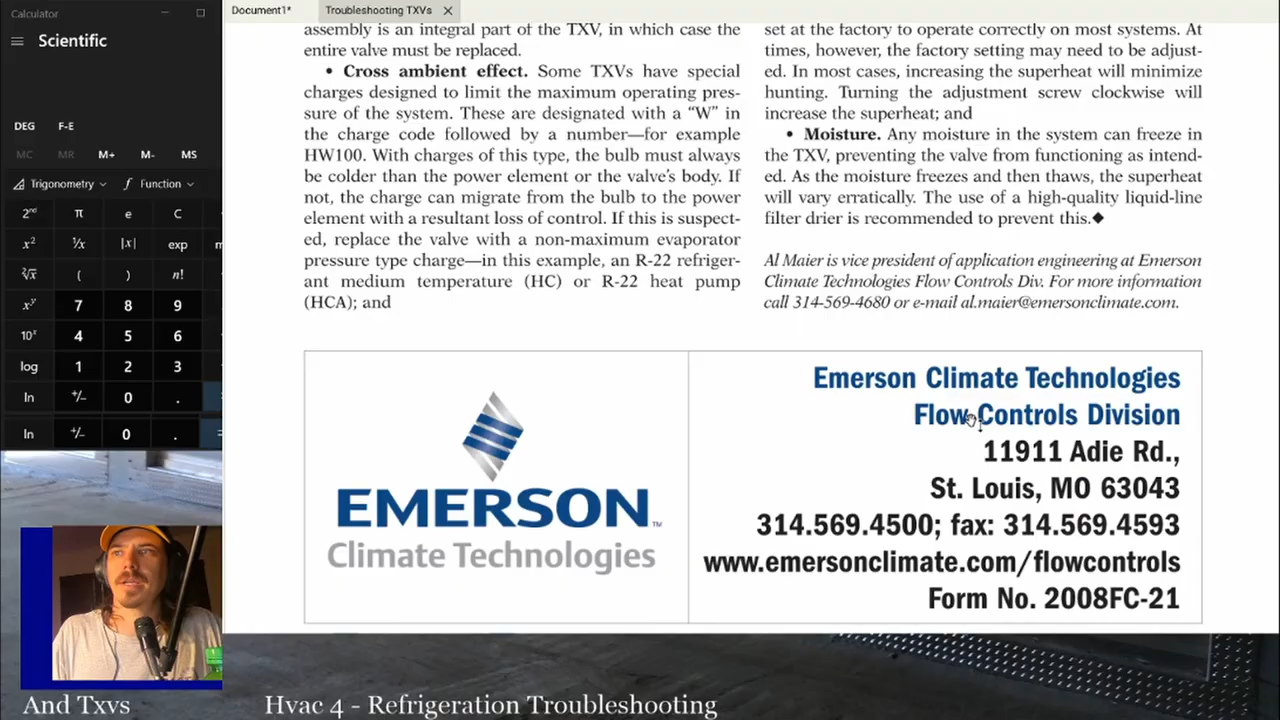 Calculator
Scientific
DEG F-E
MC MR M+ M- MS
Trigonometry Function
2nd π e C
x² ¹/x |x| exp m
²√x ( ) n!
xʸ 7 8 9
10ˣ 4 5 6
log 1 2 3
ln +/- 0 .
ln +/- 0 .
Document1* Troubleshooting TXVs
assembly is an integral part of the TXV, in which case the
entire valve must be replaced.
• Cross ambient effect. Some TXVs have special
charges designed to limit the maximum operating pres-
sure of the system. These are designated with a “W” in
the charge code followed by a number—for example
HW100. With charges of this type, the bulb must always
be colder than the power element or the valve’s body. If
not, the charge can migrate from the bulb to the power
element with a resultant loss of control. If this is suspect-
ed, replace the valve with a non-maximum evaporator
pressure type charge—in this example, an R-22 refriger-
ant medium temperature (HC) or R-22 heat pump
(HCA); and
set at the factory to operate correctly on most systems. At
times, however, the factory setting may need to be adjust-
ed. In most cases, increasing the superheat will minimize
hunting. Turning the adjustment screw clockwise will
increase the superheat; and
• Moisture. Any moisture in the system can freeze in
the TXV, preventing the valve from functioning as intend-
ed. As the moisture freezes and then thaws, the superheat
will vary erratically. The use of a high-quality liquid-line
filter drier is recommended to prevent this.◆
Al Maier is vice president of application engineering at Emerson
Climate Technologies Flow Controls Div. For more information
call 314-569-4680 or e-mail al.maier@emersonclimate.com.
EMERSON™
Climate Technologies
Emerson Climate Technologies
Flow Controls Division
11911 Adie Rd.,
St. Louis, MO 63043
314.569.4500; fax: 314.569.4593
www.emersonclimate.com/flowcontrols
Form No. 2008FC-21
And Txvs Hvac 4 - Refrigeration Troubleshooting